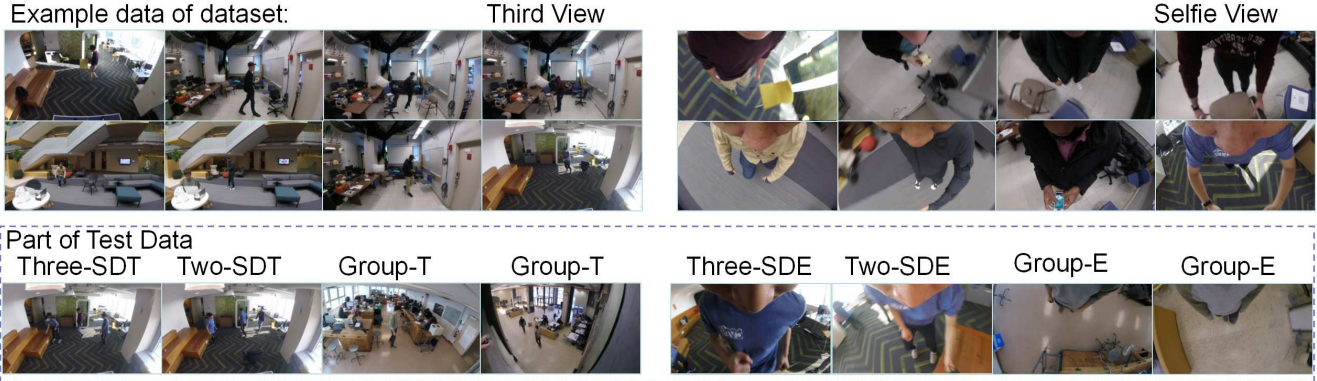 Example data of dataset:
Third View
Selfie View
Part of Test Data
Three-SDT
Two-SDT
Group-T
Group-T
Three-SDE
Two-SDE
Group-E
Group-E